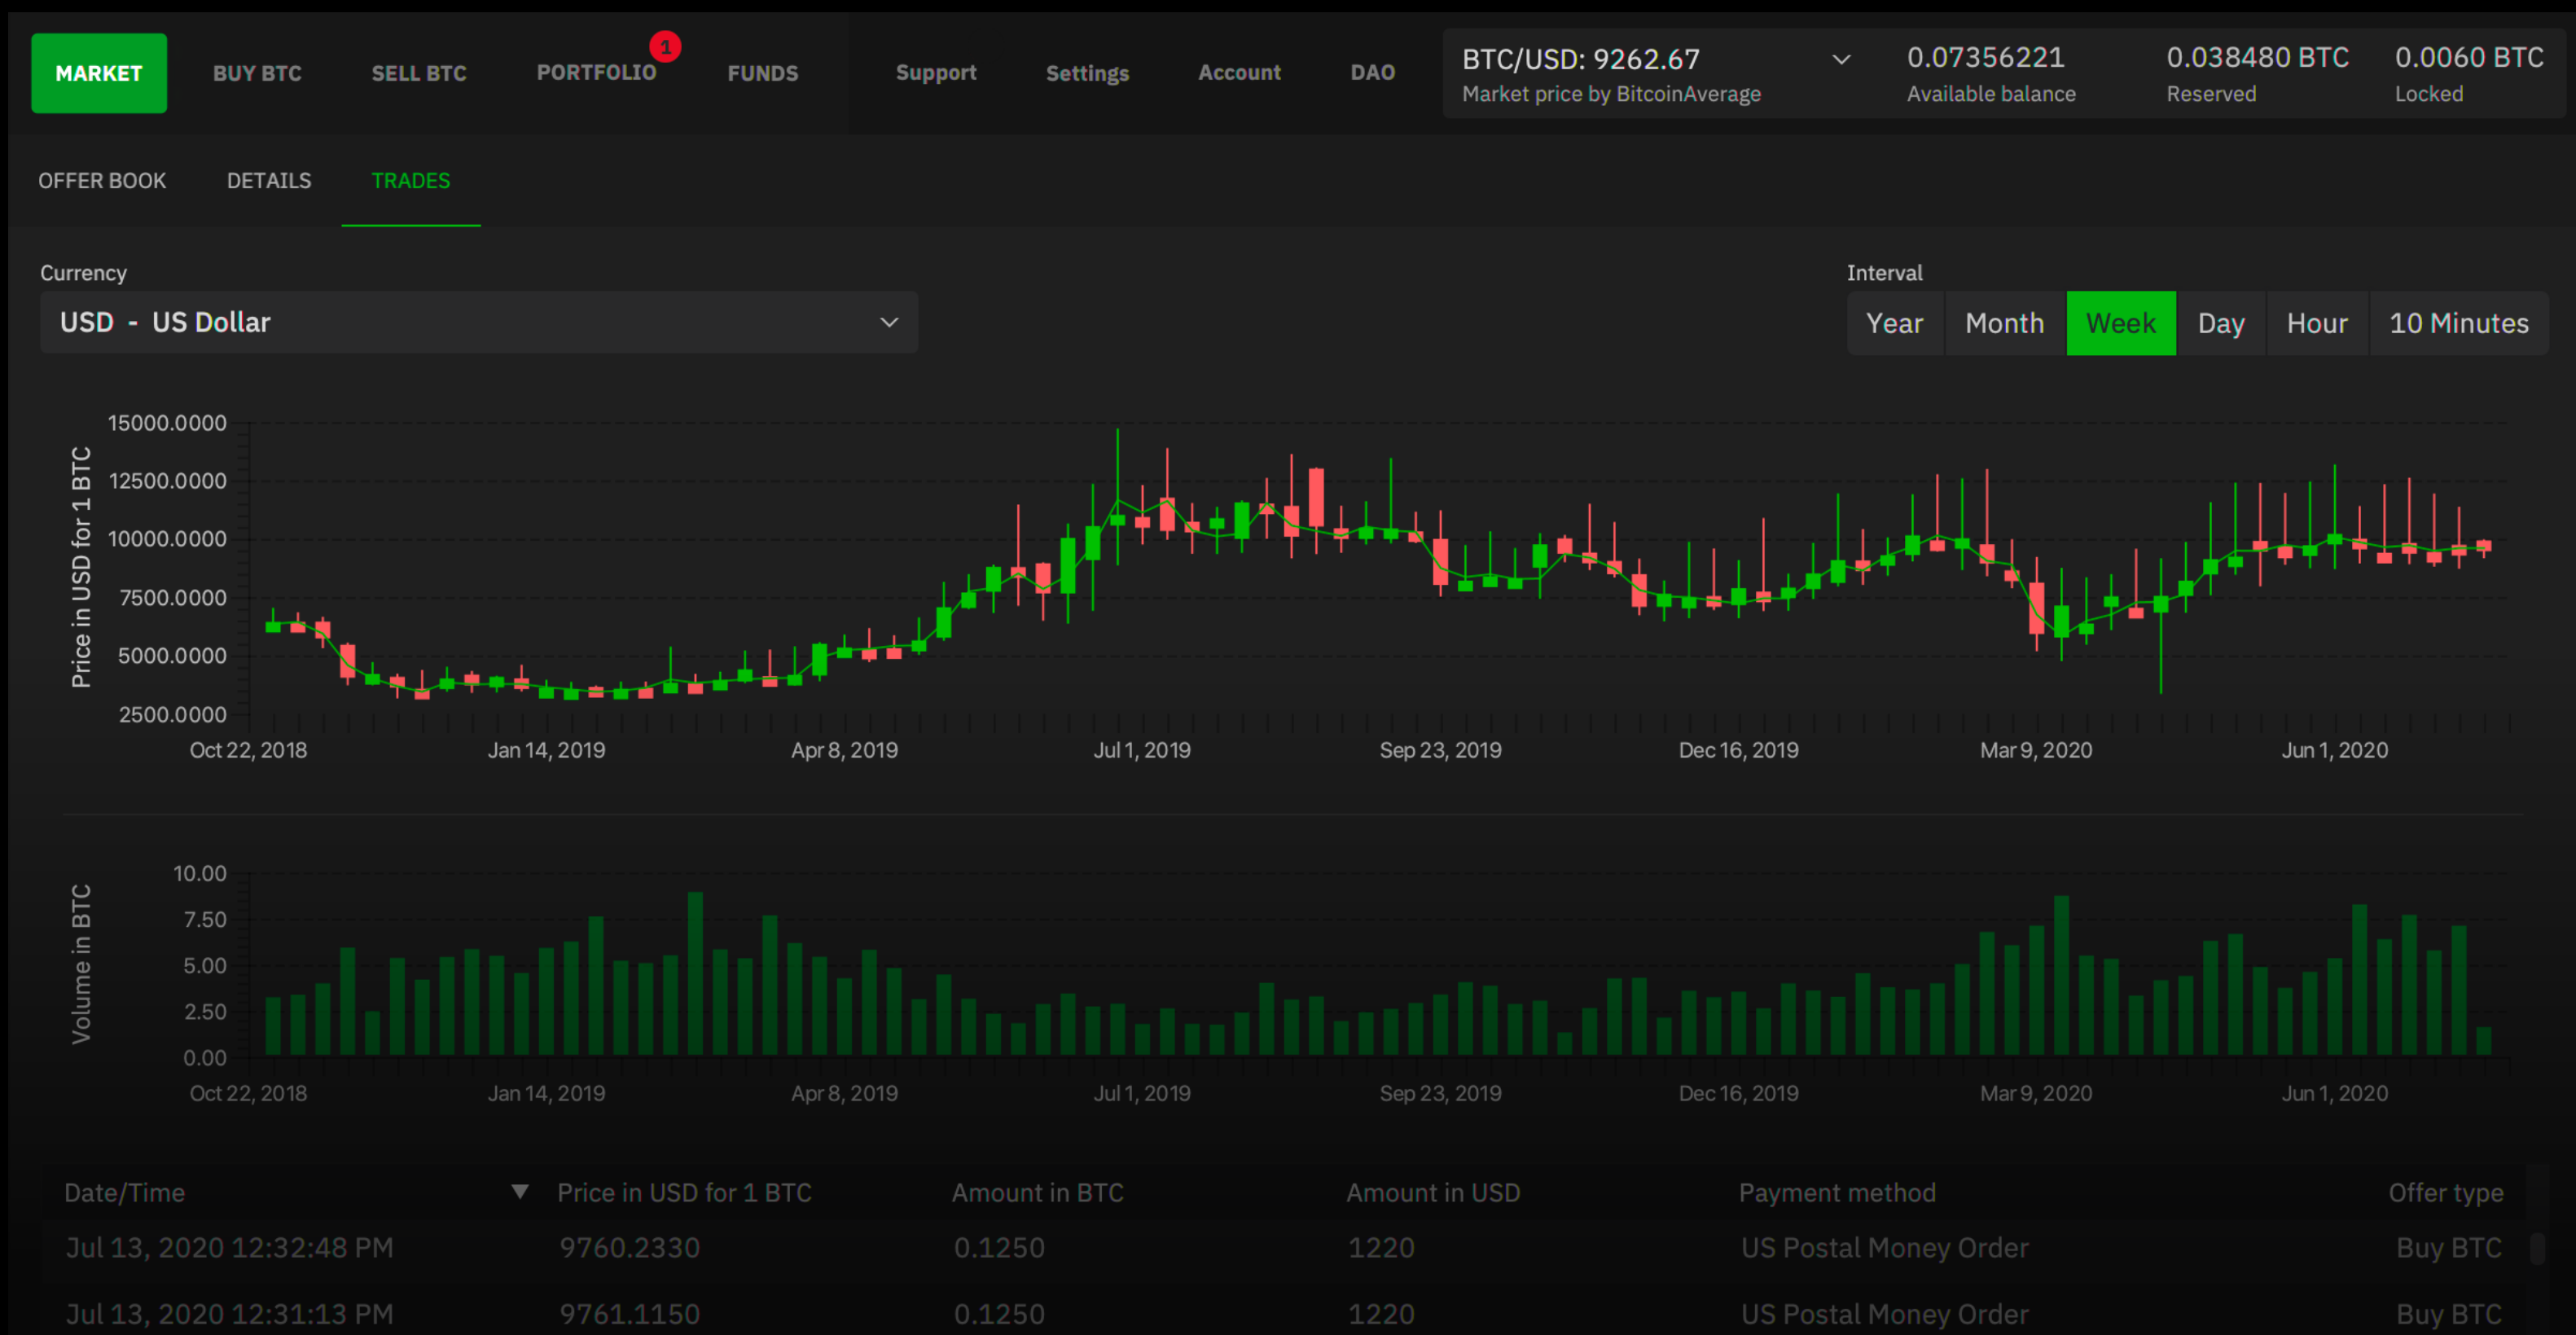 MARKET BUY BTC SELL BTC PORTFOLIO 1 FUNDS Support Settings Account DAO
BTC/USD: 9262.67 0.07356221 0.038480 BTC 0.0060 BTC
Market price by BitcoinAverage Available balance Reserved Locked
OFFER BOOK DETAILS TRADES
Currency Interval
USD - US Dollar Year Month Week Day Hour 10 Minutes
Price in USD for 1 BTC
15000.0000
12500.0000
10000.0000
7500.0000
5000.0000
2500.0000
Oct 22, 2018 Jan 14, 2019 Apr 8, 2019 Jul 1, 2019 Sep 23, 2019 Dec 16, 2019 Mar 9, 2020 Jun 1, 2020
Volume in BTC
10.00
7.50
5.00
2.50
0.00
Oct 22, 2018 Jan 14, 2019 Apr 8, 2019 Jul 1, 2019 Sep 23, 2019 Dec 16, 2019 Mar 9, 2020 Jun 1, 2020
Date/Time Price in USD for 1 BTC Amount in BTC Amount in USD Payment method Offer type
Jul 13, 2020 12:32:48 PM 9760.2330 0.1250 1220 US Postal Money Order Buy BTC
Jul 13, 2020 12:31:13 PM 9761.1150 0.1250 1220 US Postal Money Order Buy BTC